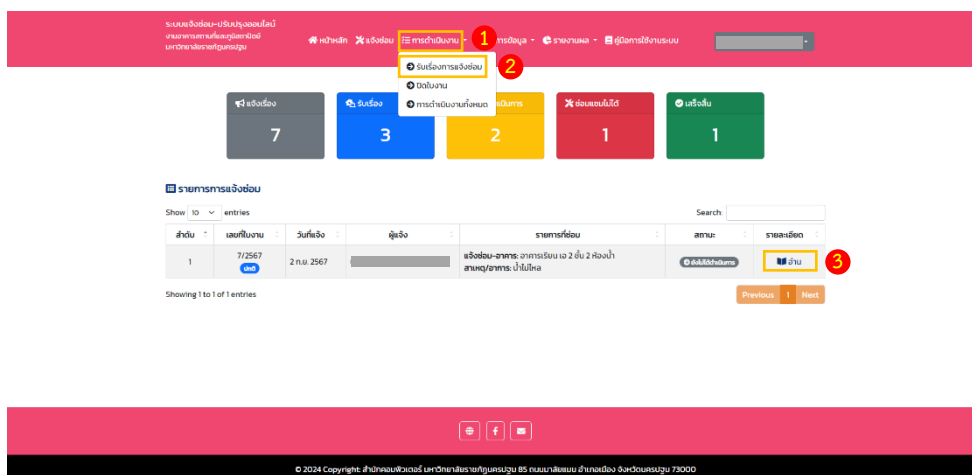 ระบบแจ้งซ่อม-ปรับปรุงออนไลน์
งานอาคารสถานที่และภูมิสถาปัตย์
มหาวิทยาลัยราชภัฏนครปฐม
หน้าหลัก แจ้งซ่อม การดำเนินงาน 1 ารข้อมูล รายงานผล คู่มือการใช้งานระบบ
รับเรื่องการแจ้งซ่อม 2
ปิดใบงาน
การดำเนินงานทั้งหมด
แจ้งเรื่อง รับเรื่อง ซ่อมแซมไม่ได้ เสร็จสิ้น
7 3 2 1 1
รายการการแจ้งซ่อม
Show 10 entries Search:
ลำดับ เลขที่ใบงาน วันที่แจ้ง ผู้แจ้ง รายการที่ซ่อม สถานะ รายละเอียด
1 7/2567 ปกติ 2 ก.ย. 2567 แจ้งซ่อม-อาคาร: อาคารเรียน เอ 2 ชั้น 2 ห้องน้ำ ยังไม่ได้ดำเนินการ อ่าน 3
สาเหตุ/อาการ: น้ำไม่ไหล
Showing 1 to 1 of 1 entries Previous 1 Next
© 2024 Copyright: สำนักคอมพิวเตอร์ มหาวิทยาลัยราชภัฏนครปฐม 85 ถนนมาลัยแมน อำเภอเมือง จังหวัดนครปฐม 73000